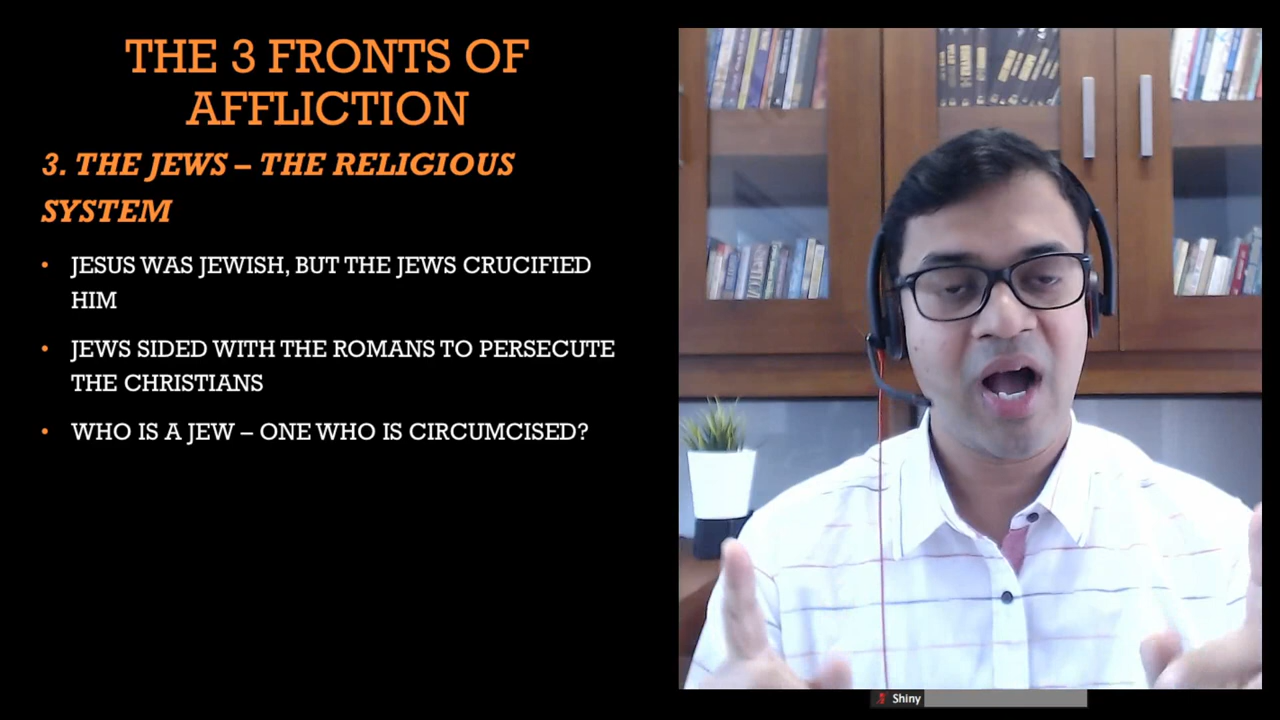 THE 3 FRONTS OF
AFFLICTION
3. THE JEWS – THE RELIGIOUS
SYSTEM
• JESUS WAS JEWISH, BUT THE JEWS CRUCIFIED
HIM
• JEWS SIDED WITH THE ROMANS TO PERSECUTE
THE CHRISTIANS
• WHO IS A JEW – ONE WHO IS CIRCUMCISED?
Shiny